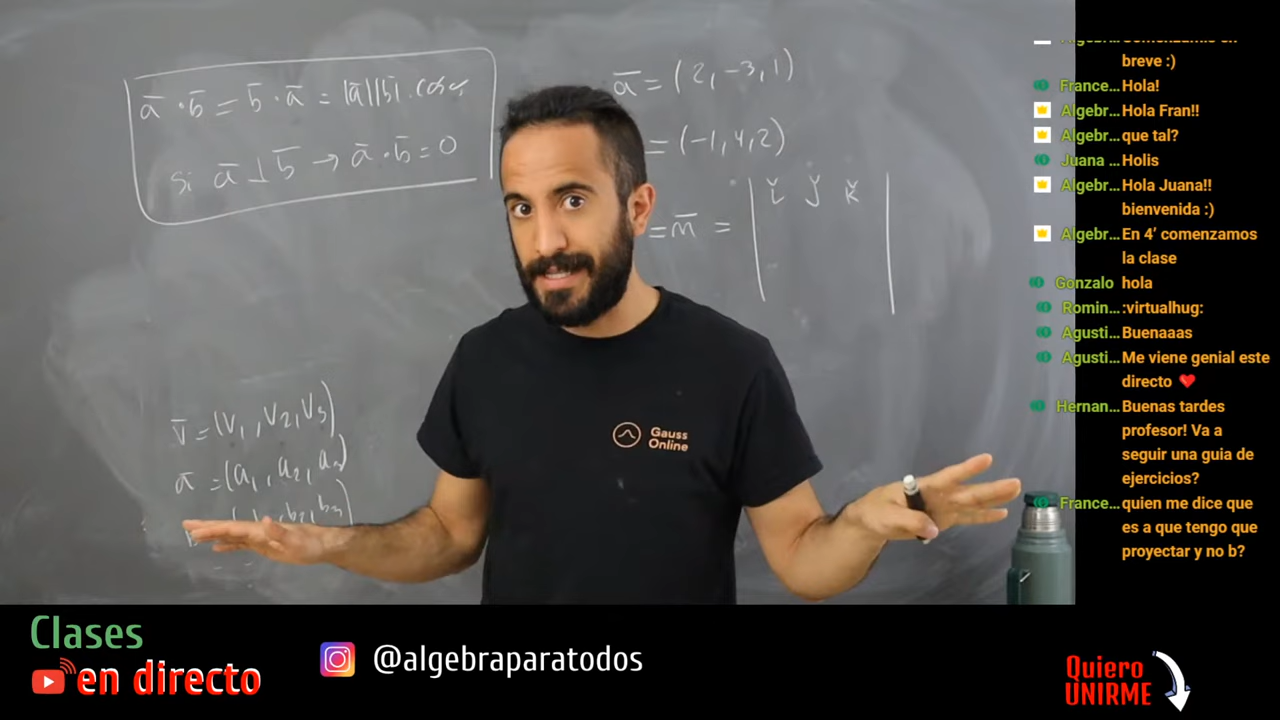 a̅ · b̅ = b̅ · a̅ = |a̅||b̅| . cos α
Si a̅ ⊥ b̅ → a̅ · b̅ = 0
a̅ = (2, -3, 1)
= (-1, 4, 2)
= m̅ = | ǐ ǰ ǩ |
v̅ = (v1, v2, v3)
a̅ = (a1, a2, a3)
b2, b3)
Gauss
Online
breve :)
France... Hola!
Algebr... Hola Fran!!
Algebr... que tal?
Juana ... Holis
Algebr... Hola Juana!!
bienvenida :)
Algebr... En 4' comenzamos
la clase
Gonzalo hola
Romin... :virtualhug:
Agusti... Buenaaas
Agusti... Me viene genial este
directo ❤️
Hernan... Buenas tardes
profesor! Va a
seguir una guia de
ejercicios?
France... quien me dice que
es a que tengo que
proyectar y no b?
Clases
en directo
@algebraparatodos
Quiero
UNIRME